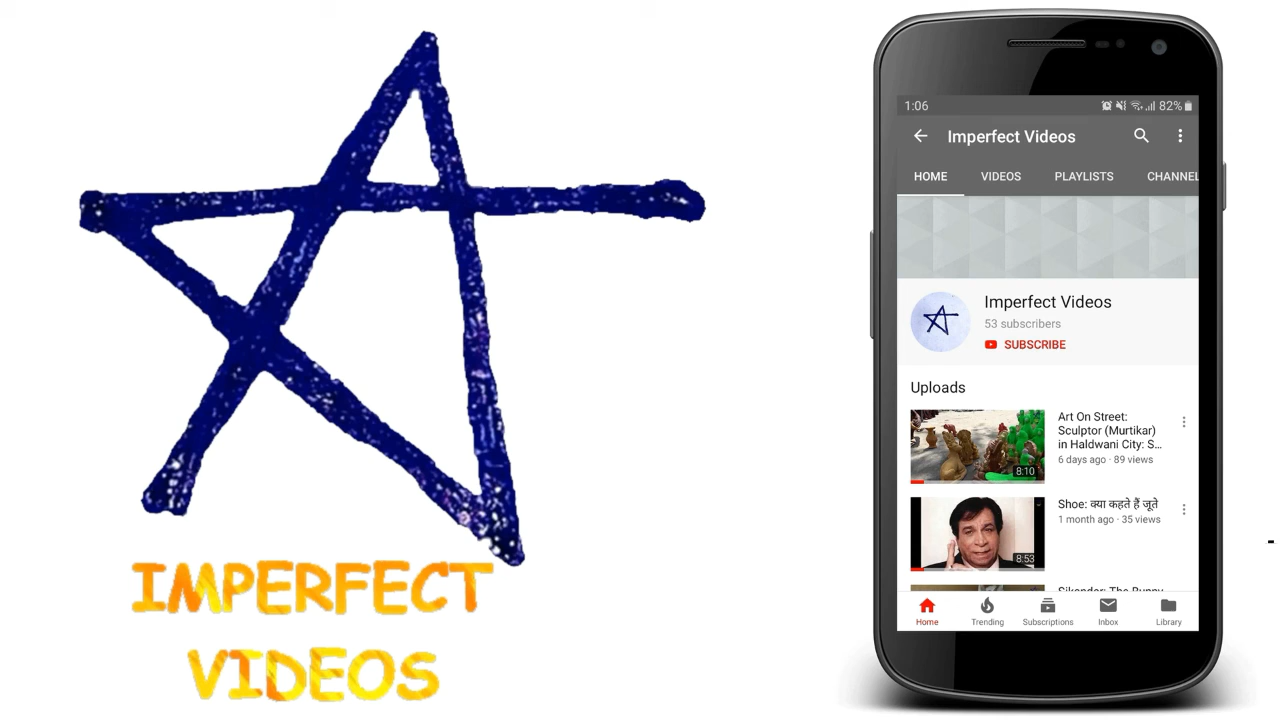 IMPERFECT
VIDEOS
1:06
82%
Imperfect Videos
HOME VIDEOS PLAYLISTS CHANNEL
Imperfect Videos
53 subscribers
SUBSCRIBE
Uploads
Art On Street:
Sculptor (Murtikar)
in Haldwani City: S...
6 days ago · 89 views
8:10
Shoe: क्या कहते हैं जूते
1 month ago · 35 views
8:53
Home Trending Subscriptions Inbox Library